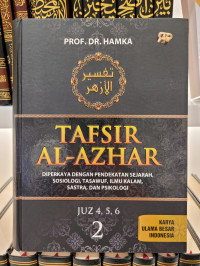 PROF. DR. HAMKA
تفسير
الأزهر
TAFSIR
AL-AZHAR
DIPERKAYA DENGAN PENDEKATAN SEJARAH,
SOSIOLOGI, TASAWUF, ILMU KALAM,
SASTRA, DAN PSIKOLOGI
JUZ 4, 5, 6
2
KARYA
ULAMA BESAR
INDONESIA